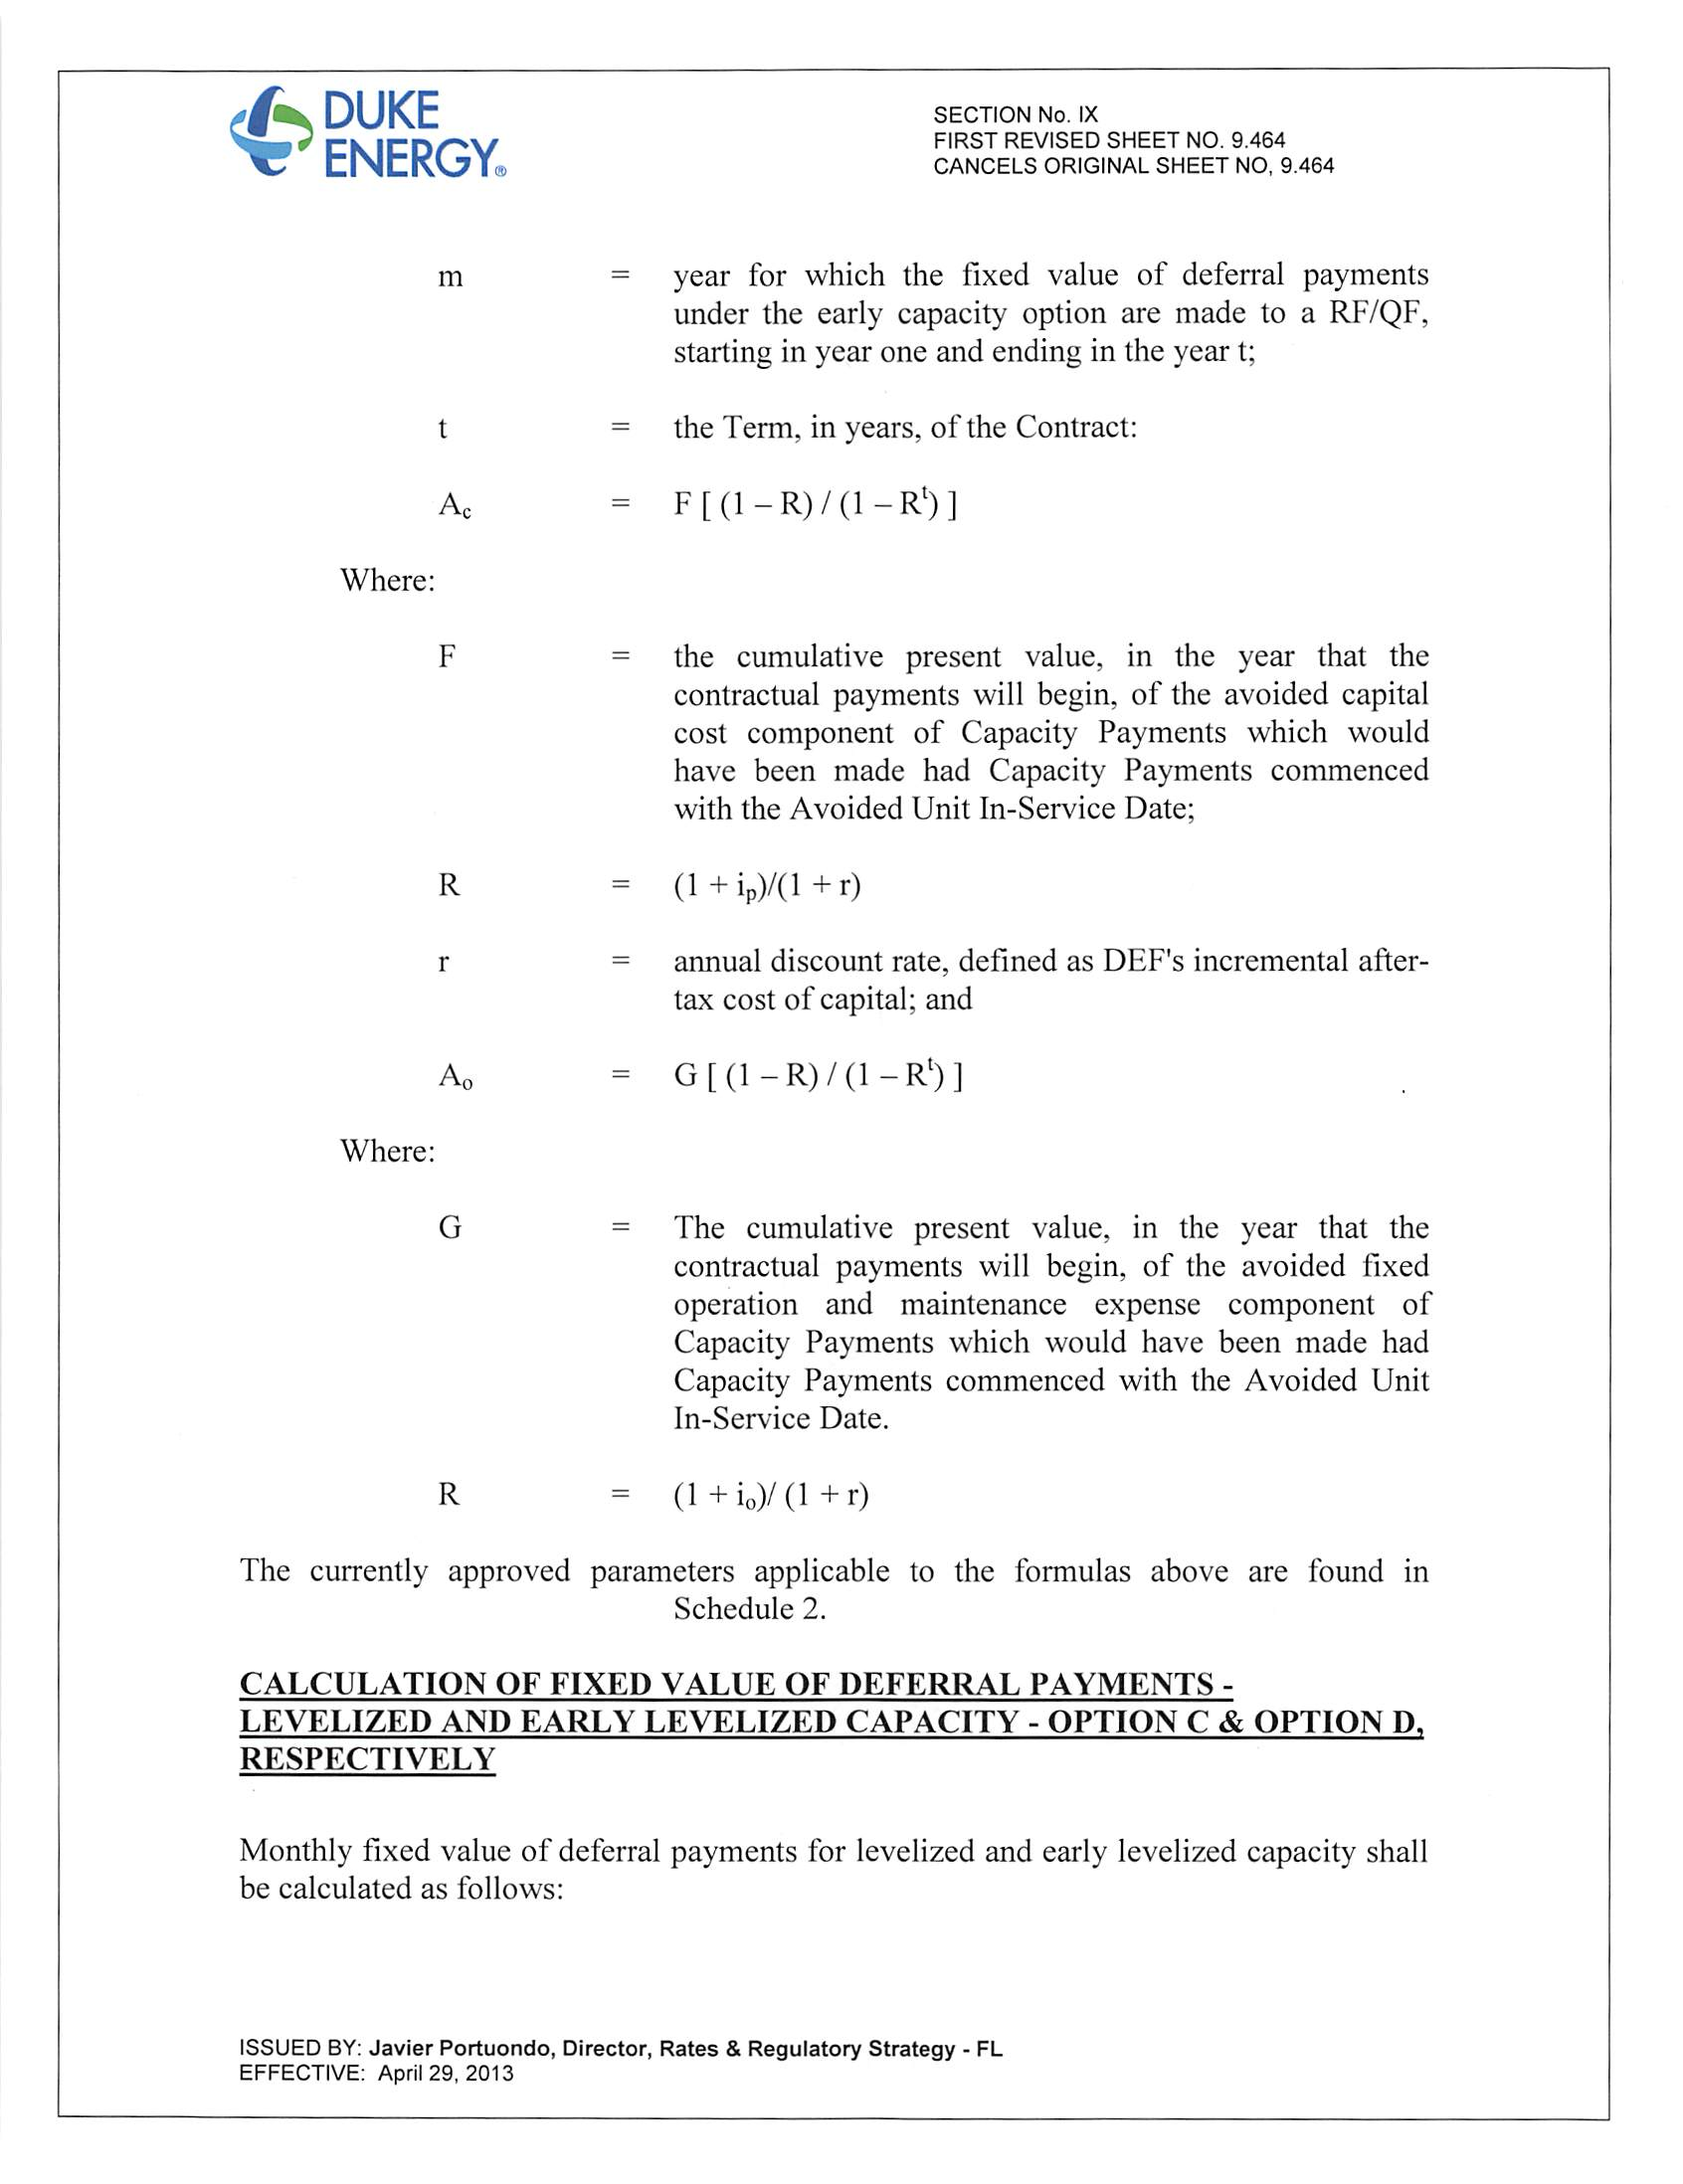 DUKE
ENERGY®
SECTION No. IX
FIRST REVISED SHEET NO. 9.464
CANCELS ORIGINAL SHEET NO, 9.464
m = year for which the fixed value of deferral payments
under the early capacity option are made to a RF/QF,
starting in year one and ending in the year t;
t = the Term, in years, of the Contract:
Ac = F [ (1 – R) / (1 – Rᵗ) ]
Where:
F = the cumulative present value, in the year that the
contractual payments will begin, of the avoided capital
cost component of Capacity Payments which would
have been made had Capacity Payments commenced
with the Avoided Unit In-Service Date;
R = (1 + ip)/(1 + r)
r = annual discount rate, defined as DEF's incremental after-
tax cost of capital; and
Ao = G [ (1 – R) / (1 – Rᵗ) ]
Where:
G = The cumulative present value, in the year that the
contractual payments will begin, of the avoided fixed
operation and maintenance expense component of
Capacity Payments which would have been made had
Capacity Payments commenced with the Avoided Unit
In-Service Date.
R = (1 + io)/ (1 + r)
The currently approved parameters applicable to the formulas above are found in
Schedule 2.
CALCULATION OF FIXED VALUE OF DEFERRAL PAYMENTS -
LEVELIZED AND EARLY LEVELIZED CAPACITY - OPTION C & OPTION D,
RESPECTIVELY
Monthly fixed value of deferral payments for levelized and early levelized capacity shall
be calculated as follows:
ISSUED BY: Javier Portuondo, Director, Rates & Regulatory Strategy - FL
EFFECTIVE: April 29, 2013